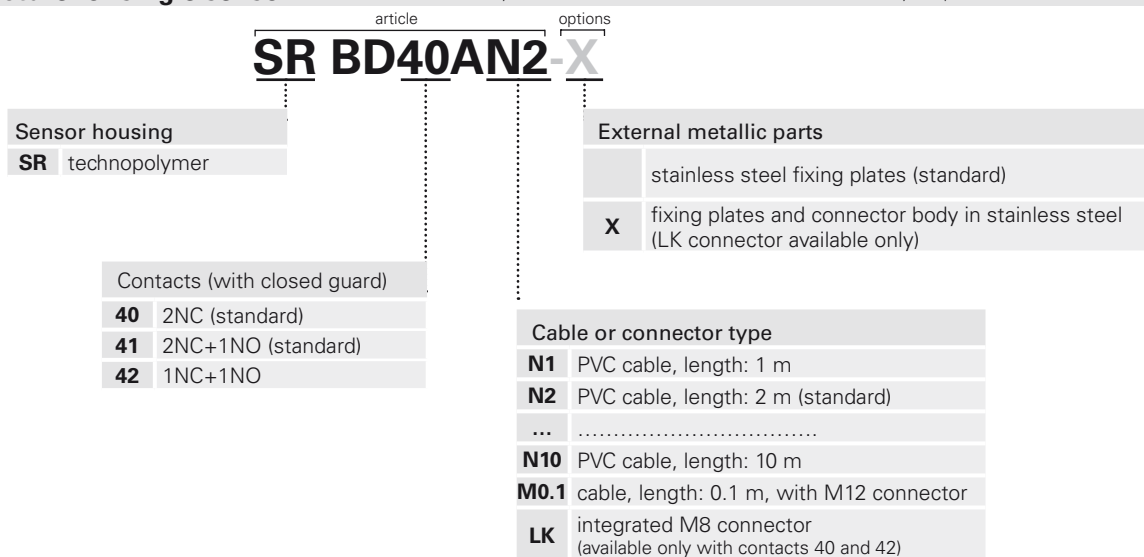 article options
SR BD40AN2-X
Sensor housing
SR technopolymer
External metallic parts
stainless steel fixing plates (standard)
X fixing plates and connector body in stainless steel
(LK connector available only)
Contacts (with closed guard)
40 2NC (standard)
41 2NC+1NO (standard)
42 1NC+1NO
Cable or connector type
N1 PVC cable, length: 1 m
N2 PVC cable, length: 2 m (standard)
... ..................................
N10 PVC cable, length: 10 m
M0.1 cable, length: 0.1 m, with M12 connector
LK integrated M8 connector
(available only with contacts 40 and 42)